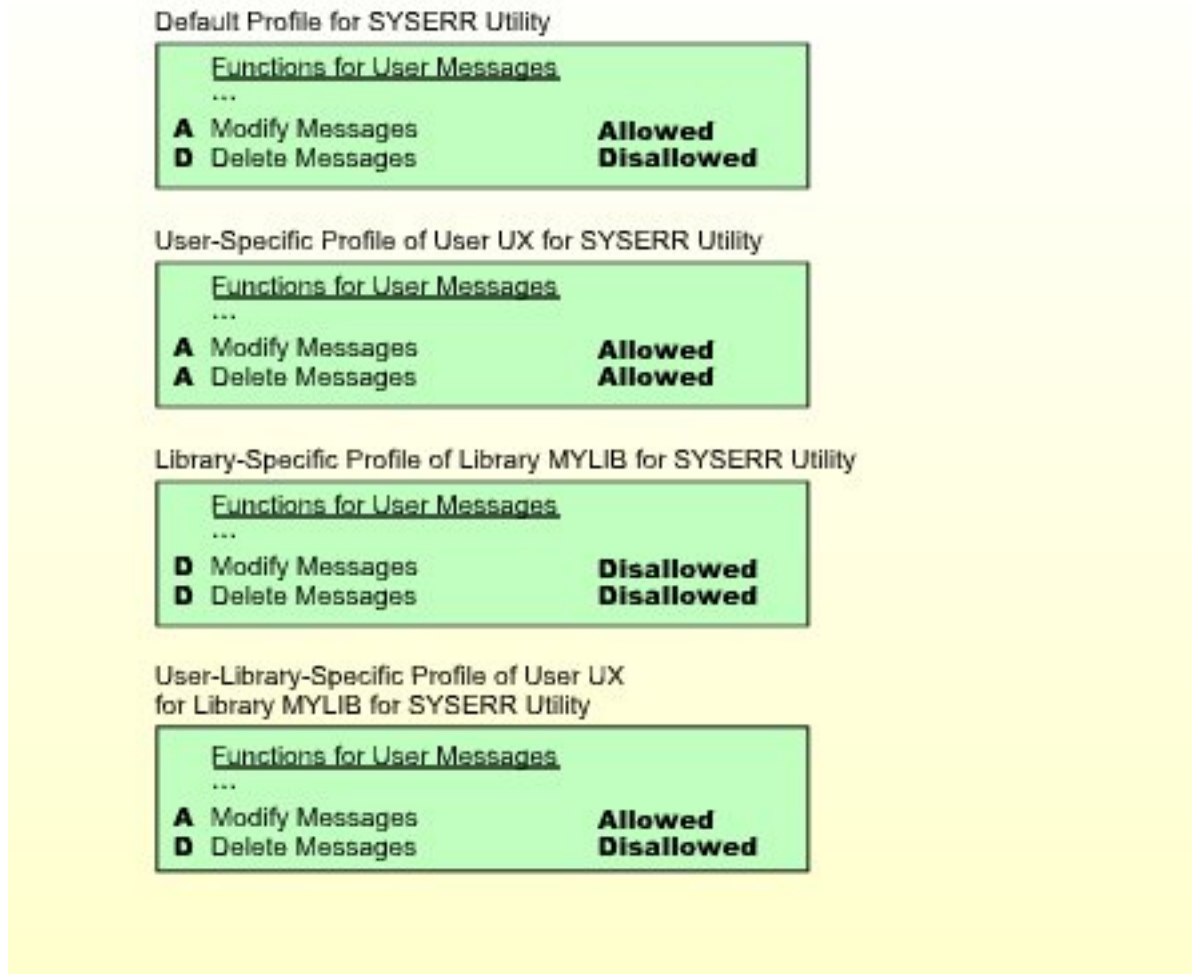 Default Profile for SYSERR Utility
Functions for User Messages
...
A Modify Messages Allowed
D Delete Messages Disallowed
User-Specific Profile of User UX for SYSERR Utility
Functions for User Messages
...
A Modify Messages Allowed
A Delete Messages Allowed
Library-Specific Profile of Library MYLIB for SYSERR Utility
Functions for User Messages
...
D Modify Messages Disallowed
D Delete Messages Disallowed
User-Library-Specific Profile of User UX
for Library MYLIB for SYSERR Utility
Functions for User Messages
...
A Modify Messages Allowed
D Delete Messages Disallowed